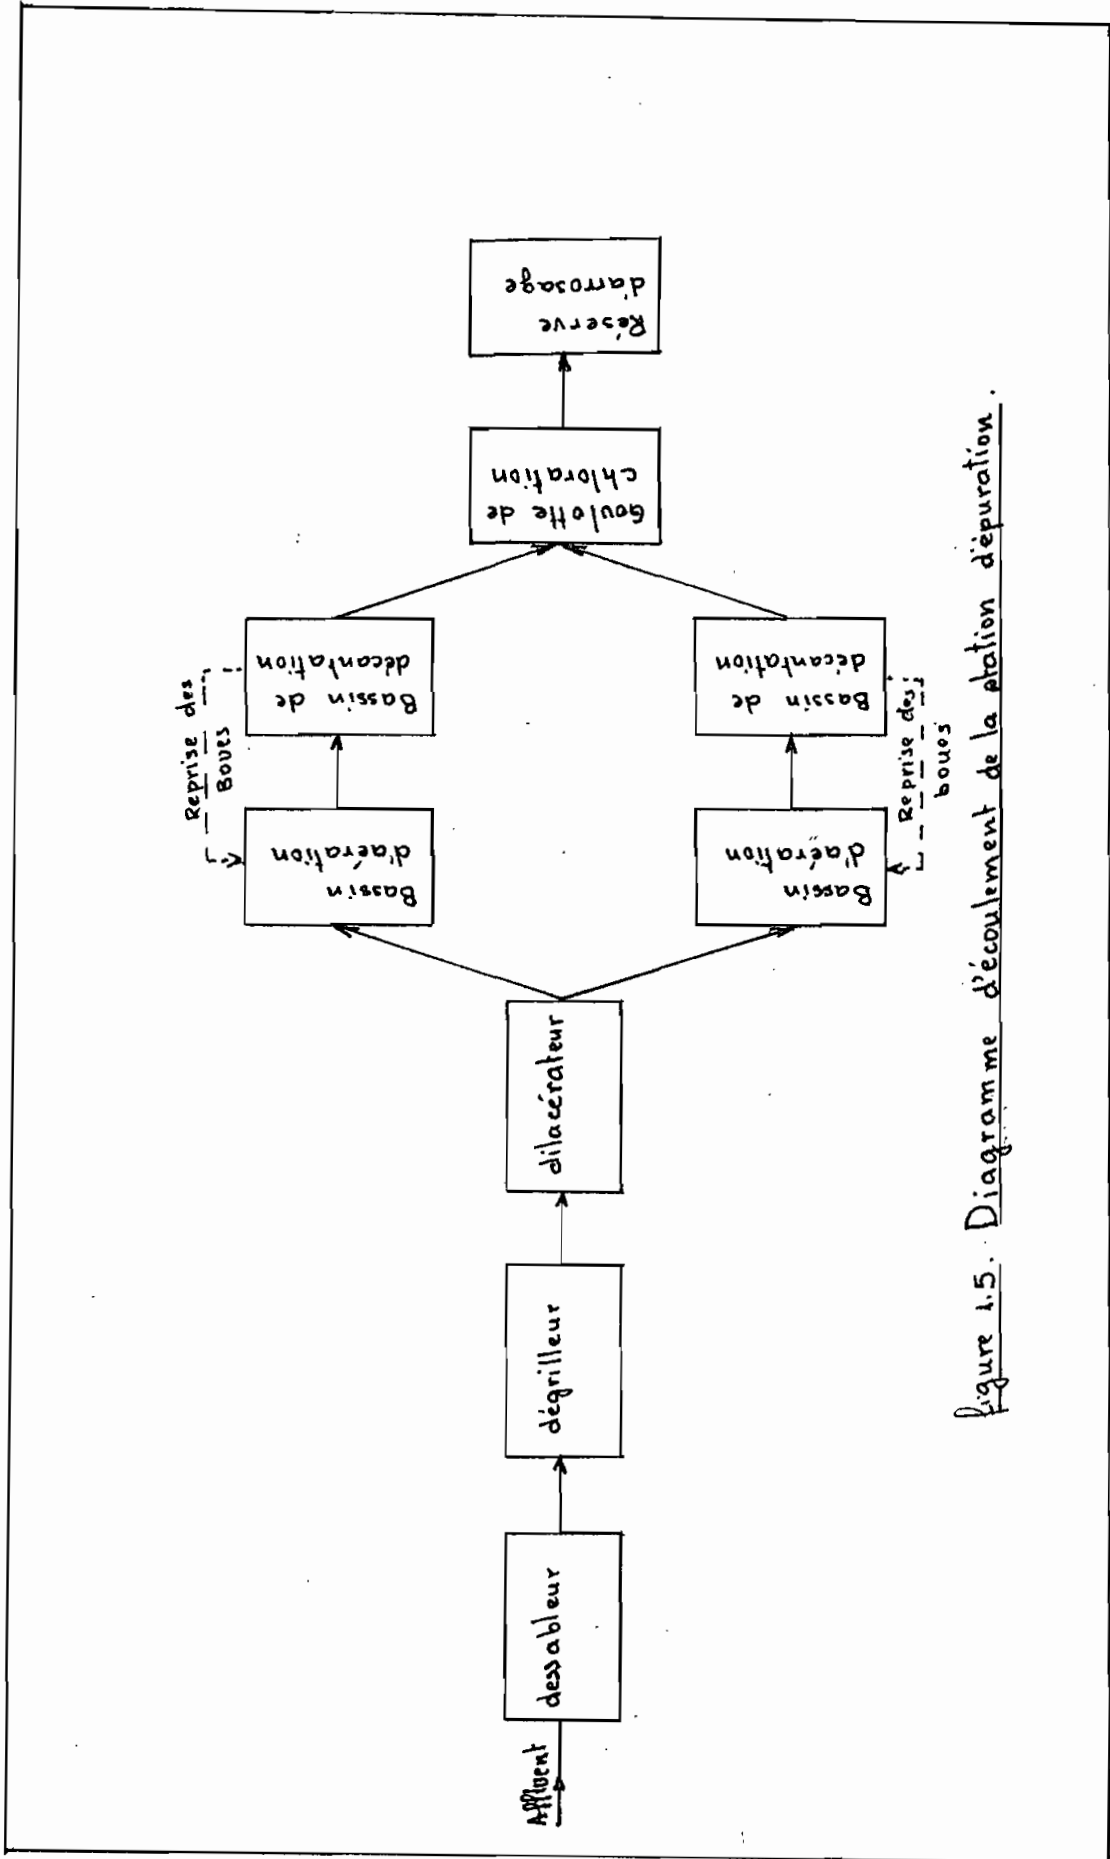 Affluent
dessableur
dégrilleur
dilacérateur
Bassin
d'aération
Reprise des
Boues
Bassin de
décantation
Bassin
d'aération
Reprise des
boues
Bassin de
décantation
Goulotte de
chloration
Réserve
d'arrosage
figure 1.5. Diagramme d'écoulement de la station d'épuration.